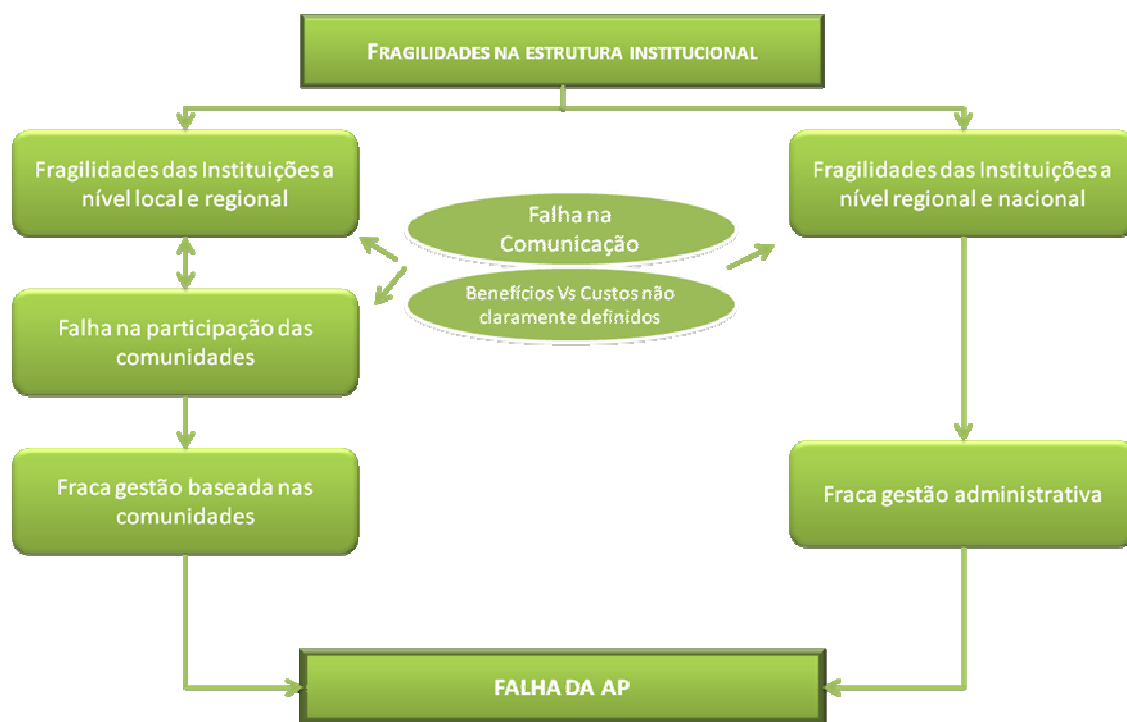 FRAGILIDADES NA ESTRUTURA INSTITUCIONAL
Fragilidades das Instituições a
nível local e regional
Fragilidades das Instituições a
nível regional e nacional
Falha na
Comunicação
Benefícios Vs Custos não
claramente definidos
Falha na participação das
comunidades
Fraca gestão baseada nas
comunidades
Fraca gestão administrativa
FALHA DA AP